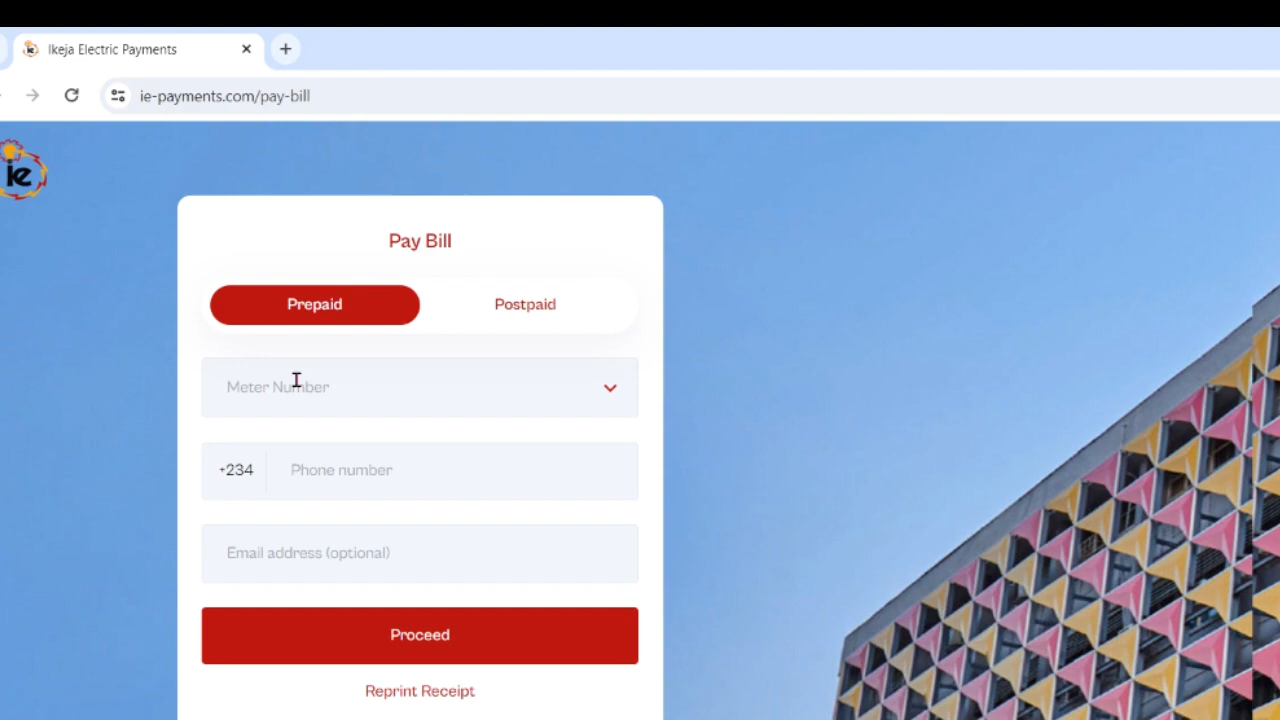 Ikeja Electric Payments
ie-payments.com/pay-bill
ie
Pay Bill
Prepaid Postpaid
Meter Number
+234 Phone number
Email address (optional)
Proceed
Reprint Receipt